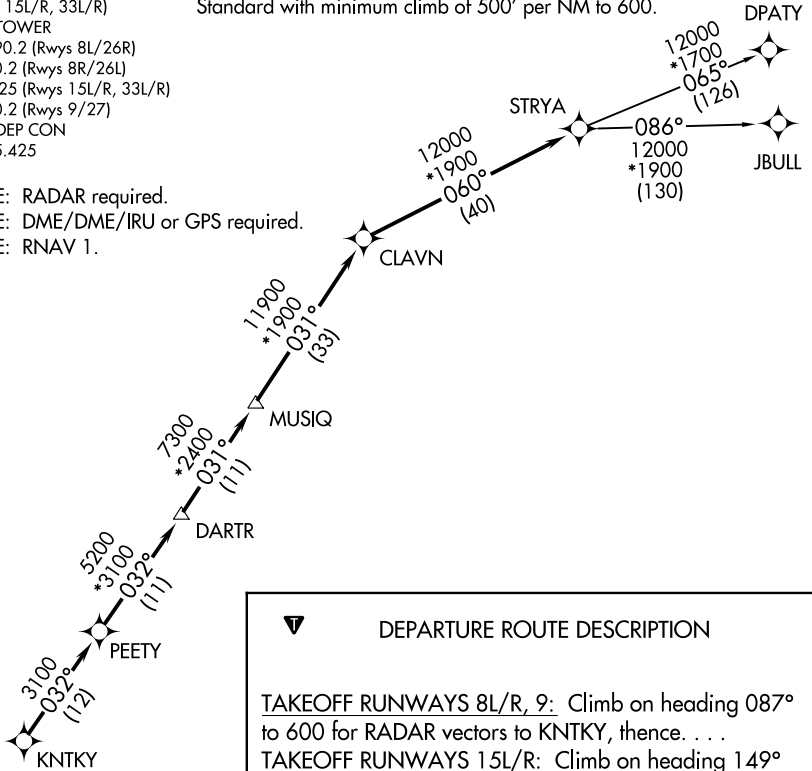 15L/R, 33L/R)
TOWER
0.2 (Rwys 8L/26R)
0.2 (Rwys 8R/26L)
25 (Rwys 15L/R, 33L/R)
0.2 (Rwys 9/27)
DEP CON
.425
Standard with minimum climb of 500' per NM to 600.
E: RADAR required.
E: DME/DME/IRU or GPS required.
E: RNAV 1.
DPATY
12000
*1700
065°
(126)
STRYA
086°
12000
*1900
(130)
JBULL
12000
*1900
060°
(40)
CLAVN
11900
*1900
031°
(33)
MUSIQ
7300
*2400
031°
(11)
DARTR
5200
*3100
032°
(11)
PEETY
3100
032°
(12)
KNTKY
T
DEPARTURE ROUTE DESCRIPTION
TAKEOFF RUNWAYS 8L/R, 9: Climb on heading 087°
to 600 for RADAR vectors to KNTKY, thence. . . .
TAKEOFF RUNWAYS 15L/R: Climb on heading 149°